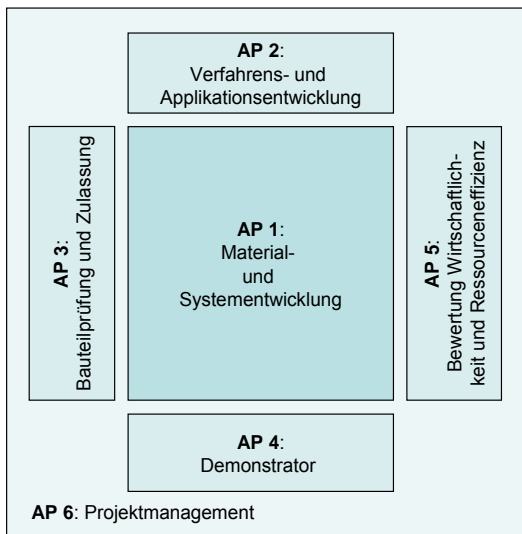 AP 2:
Verfahrens- und
Applikationsentwicklung
AP 3:
Bauteilprüfung und Zulassung
AP 1:
Material-
und
Systementwicklung
AP 5:
Bewertung Wirtschaftlich-
keit und Ressourceneffizienz
AP 4:
Demonstrator
AP 6: Projektmanagement